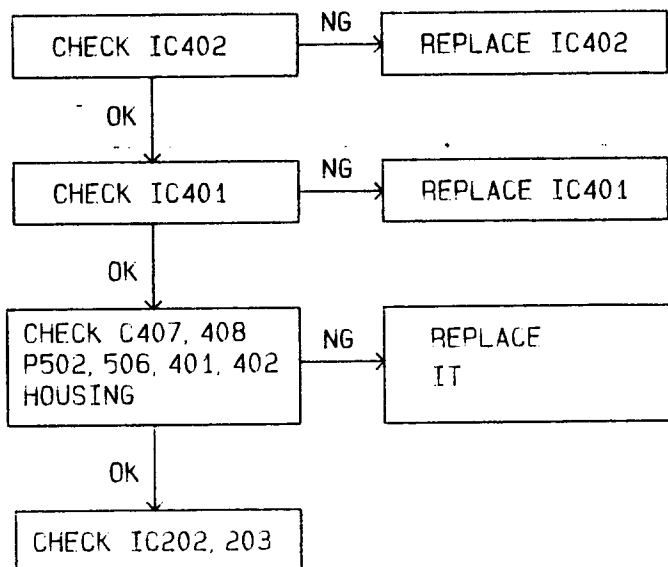 CHECK IC402
NG
REPLACE IC402
OK
CHECK IC401
NG
REPLACE IC401
OK
CHECK C407, 408
P502, 506, 401, 402
HOUSING
NG
REPLACE
IT
OK
CHECK IC202, 203